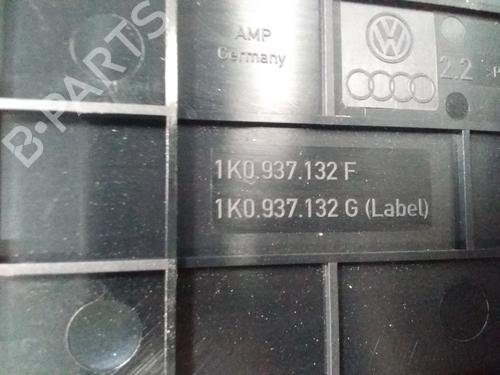 AMP
Germany
2.2 >P
1K0.937.132 F
1K0.937.132 G (Label)
B-PARTS